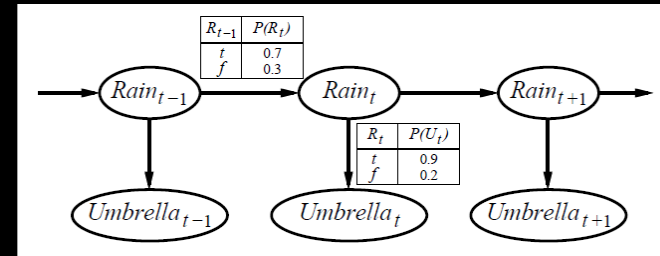 R_{t-1} P(R_t)
t 0.7
f 0.3
Rain_{t-1} Rain_t Rain_{t+1}
R_t P(U_t)
t 0.9
f 0.2
Umbrella_{t-1} Umbrella_t Umbrella_{t+1}